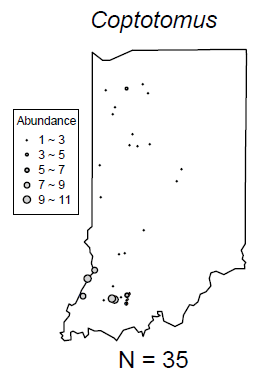 Coptotomus
Abundance
1 ~ 3
3 ~ 5
5 ~ 7
7 ~ 9
9 ~ 11
N = 35